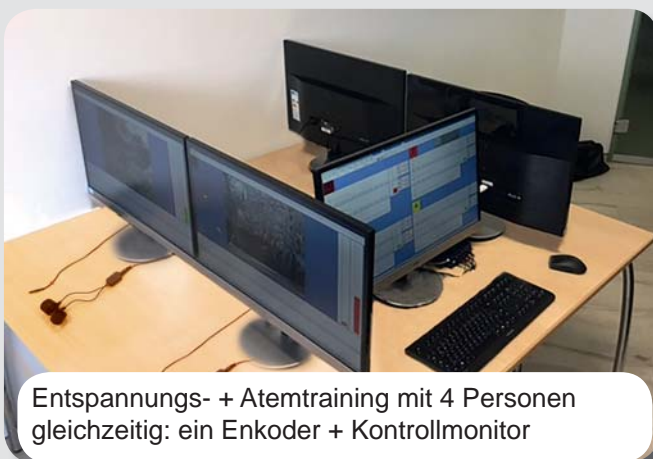 Entspannungs- + Atemtraining mit 4 Personen
gleichzeitig: ein Enkoder + Kontrollmonitor